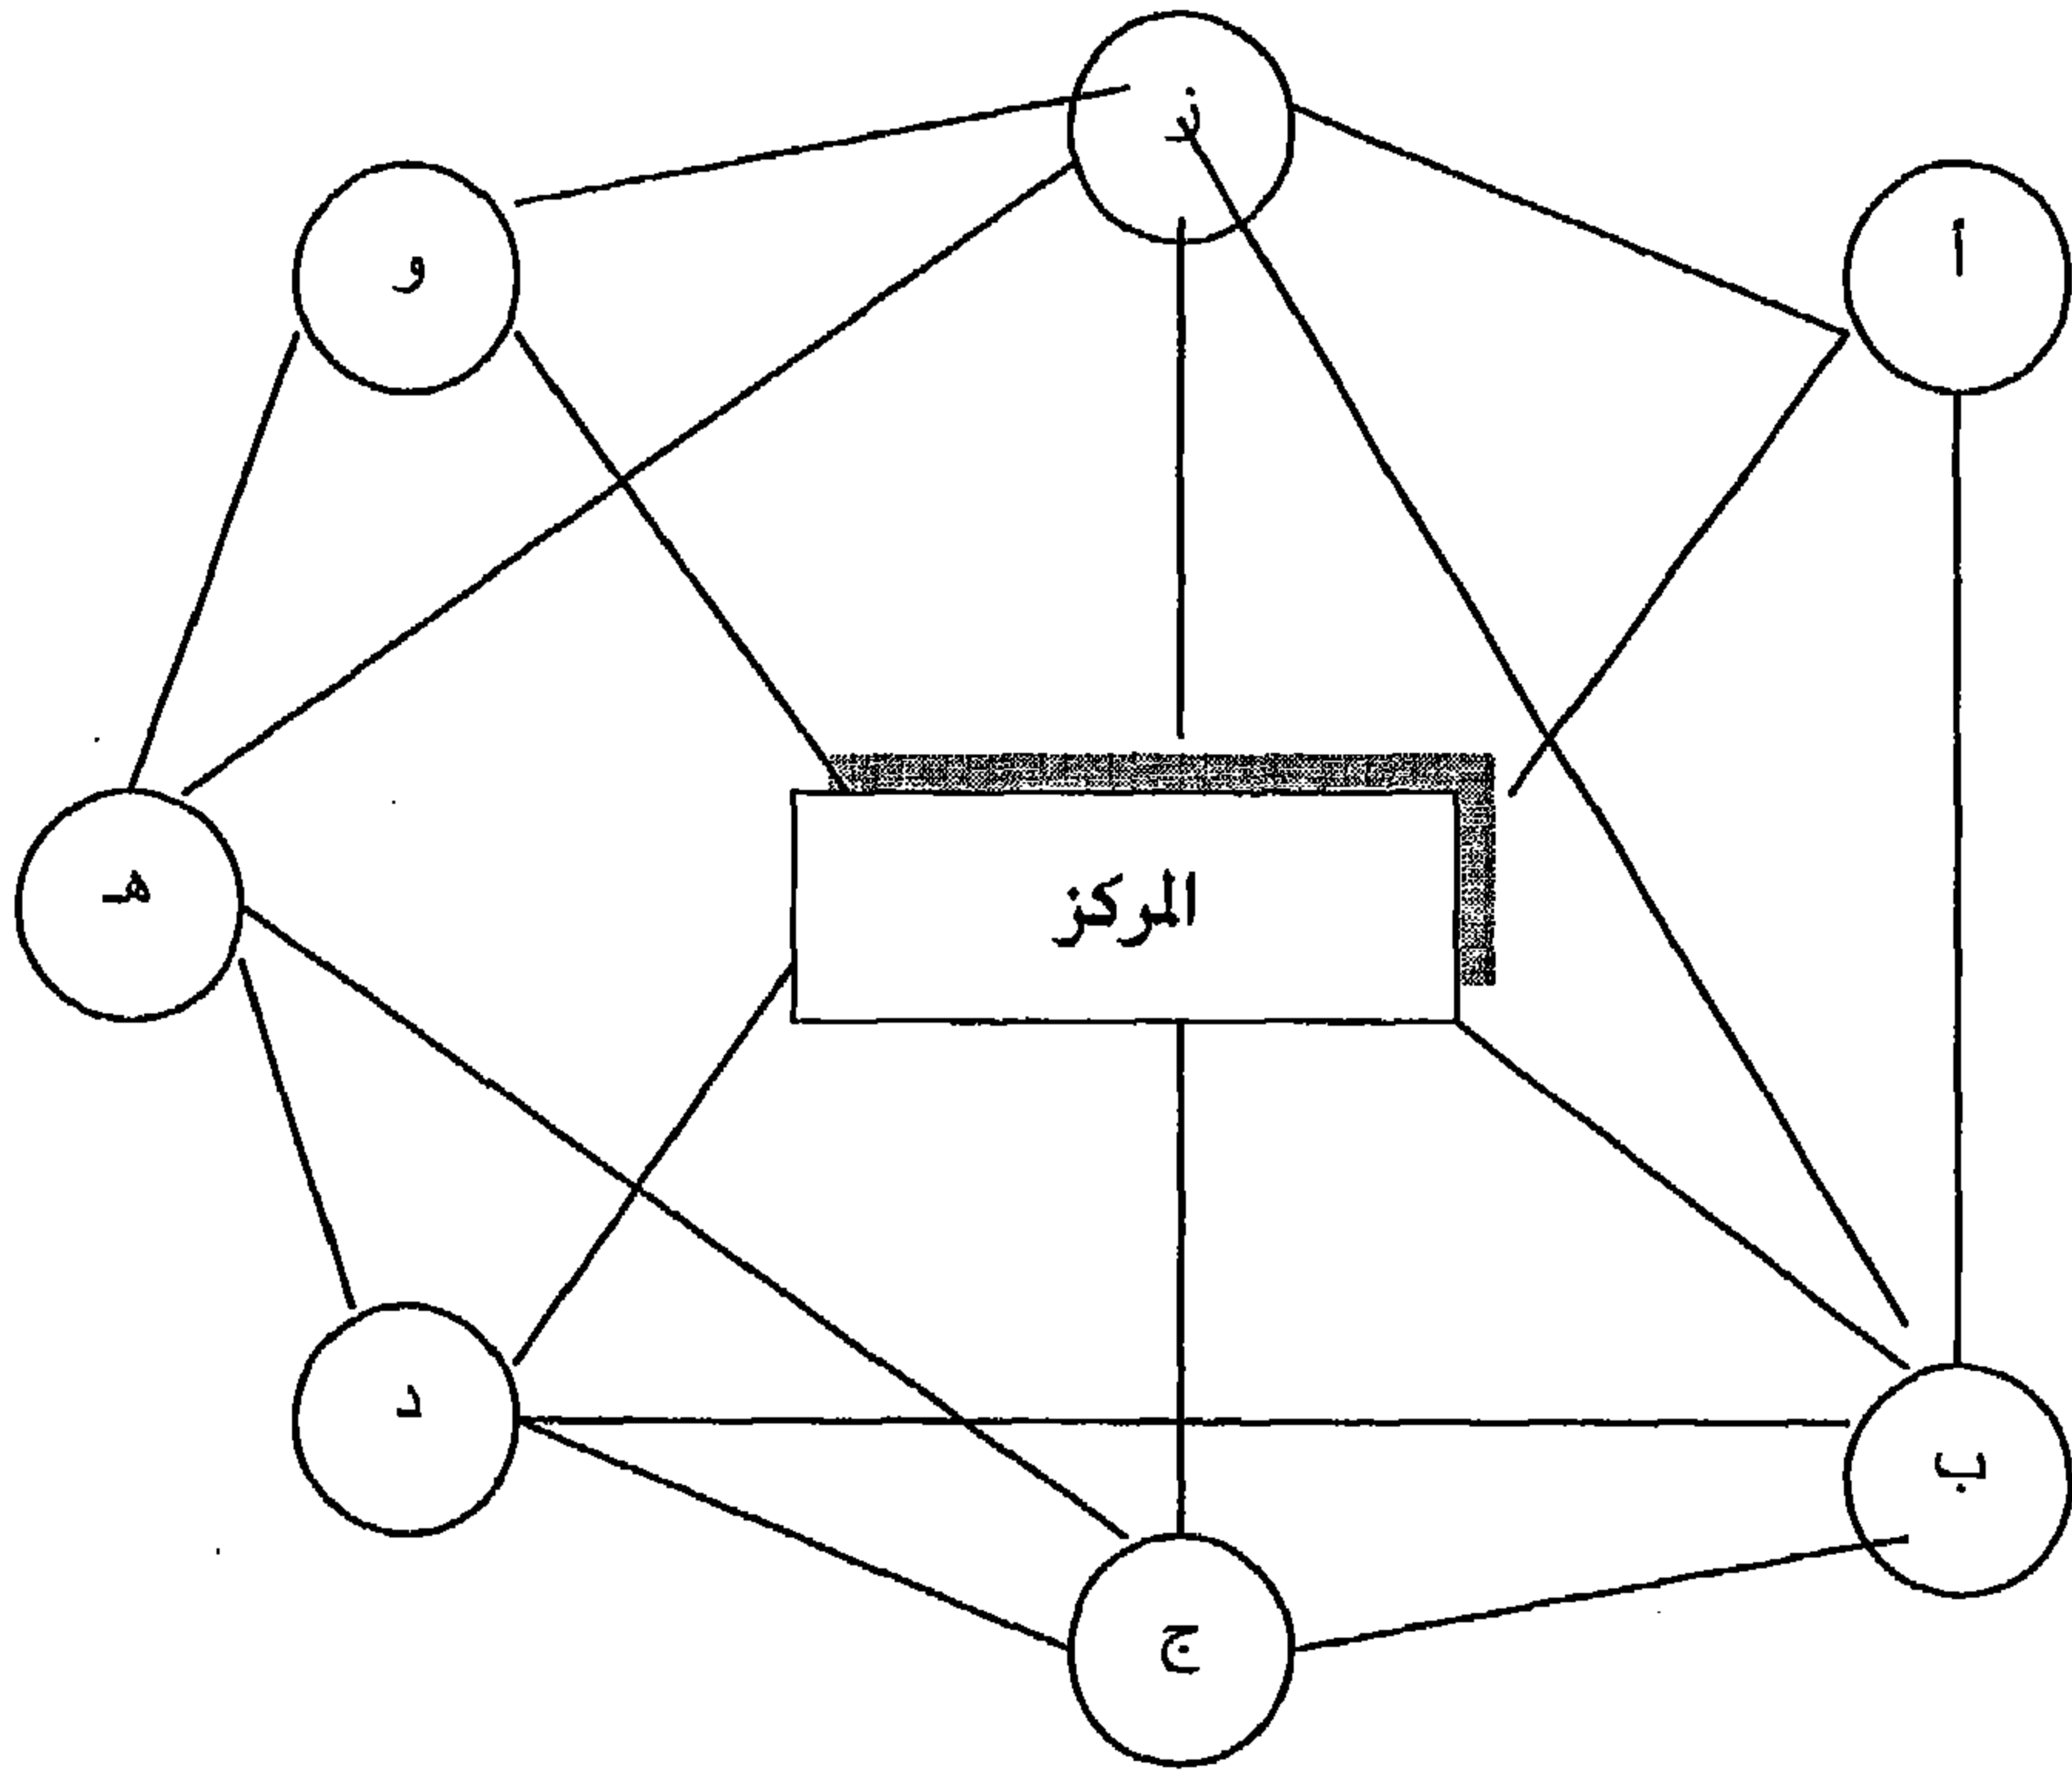 ز
أ
و
المركز
هـ
د
ب
ج